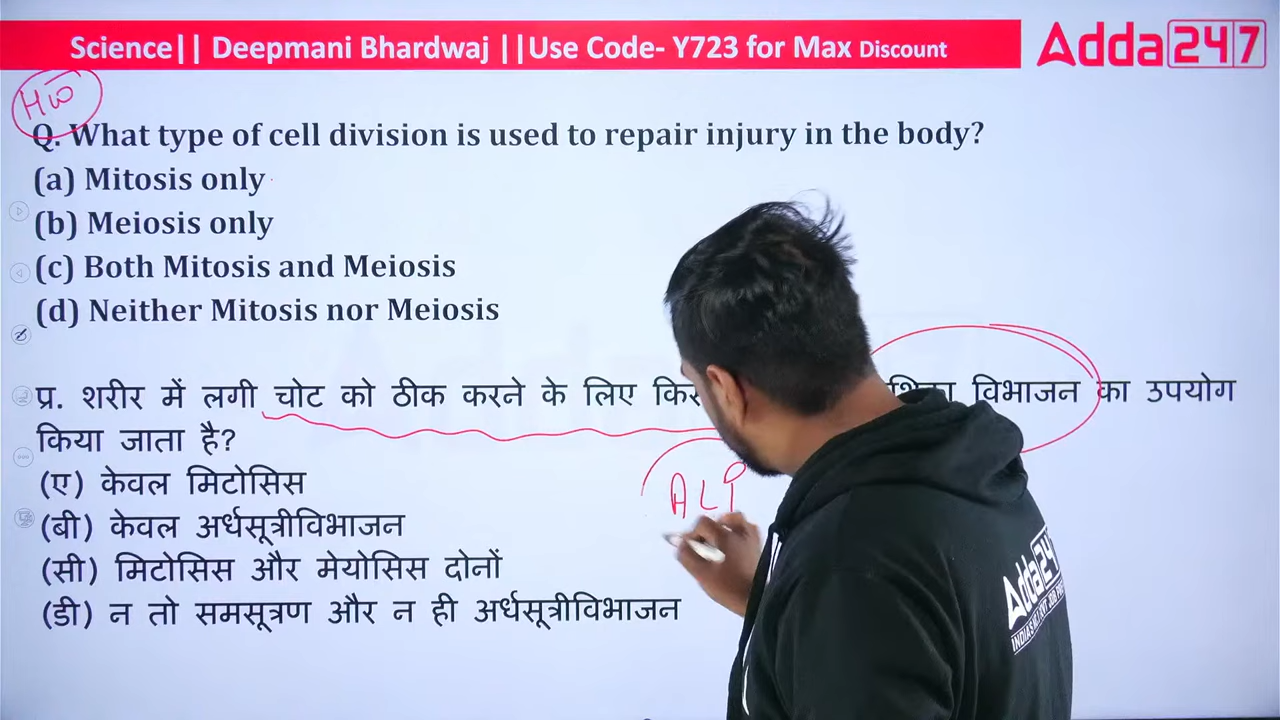 Science|| Deepmani Bhardwaj ||Use Code- Y723 for Max Discount
Adda247
H/W
Q. What type of cell division is used to repair injury in the body?
(a) Mitosis only
(b) Meiosis only
(c) Both Mitosis and Meiosis
(d) Neither Mitosis nor Meiosis
प्र. शरीर में लगी चोट को ठीक करने के लिए विभाजन का उपयोग
किया जाता है?
(ए) केवल मिटोसिस
ALI
(बी) केवल अर्धसूत्रीविभाजन
(सी) मिटोसिस और मेयोसिस दोनों
(डी) न तो समसूत्रण और न ही अर्धसूत्रीविभाजन
Adda247